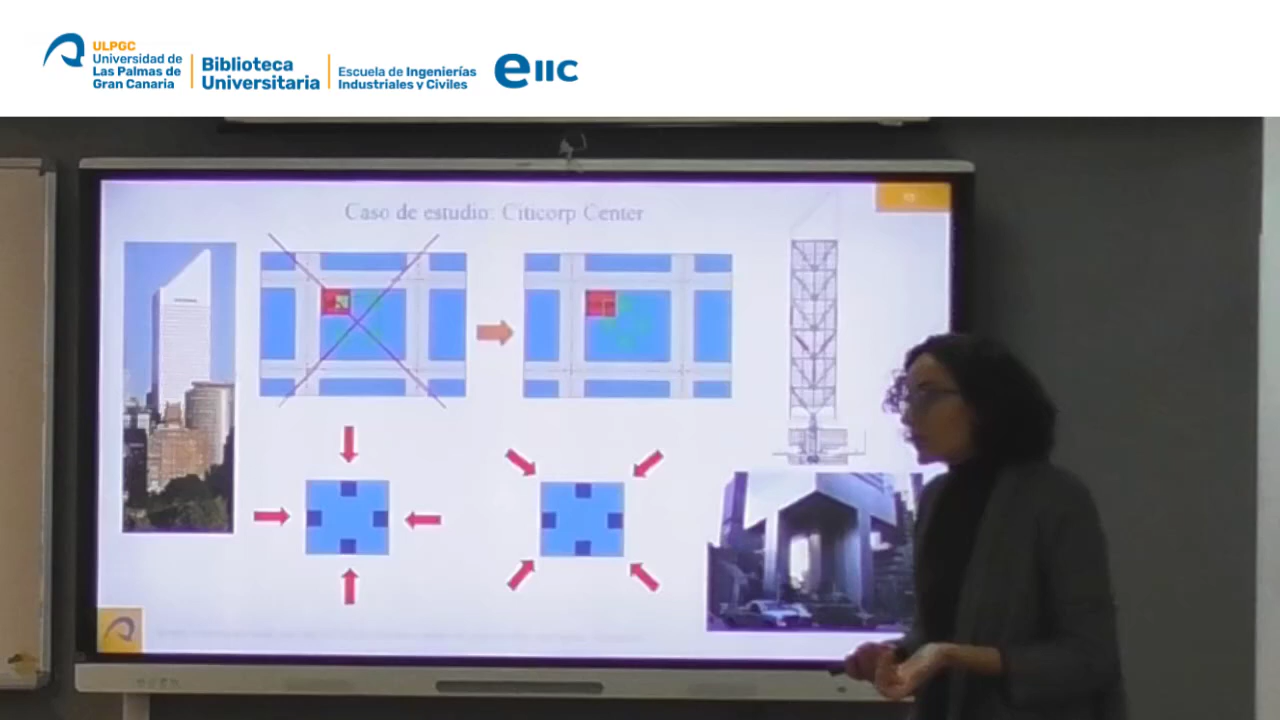 ULPGC
Universidad de
Las Palmas de
Gran Canaria
Biblioteca
Universitaria
Escuela de Ingenierías
Industriales y Civiles
eiic
Caso de estudio: Citicorp Center